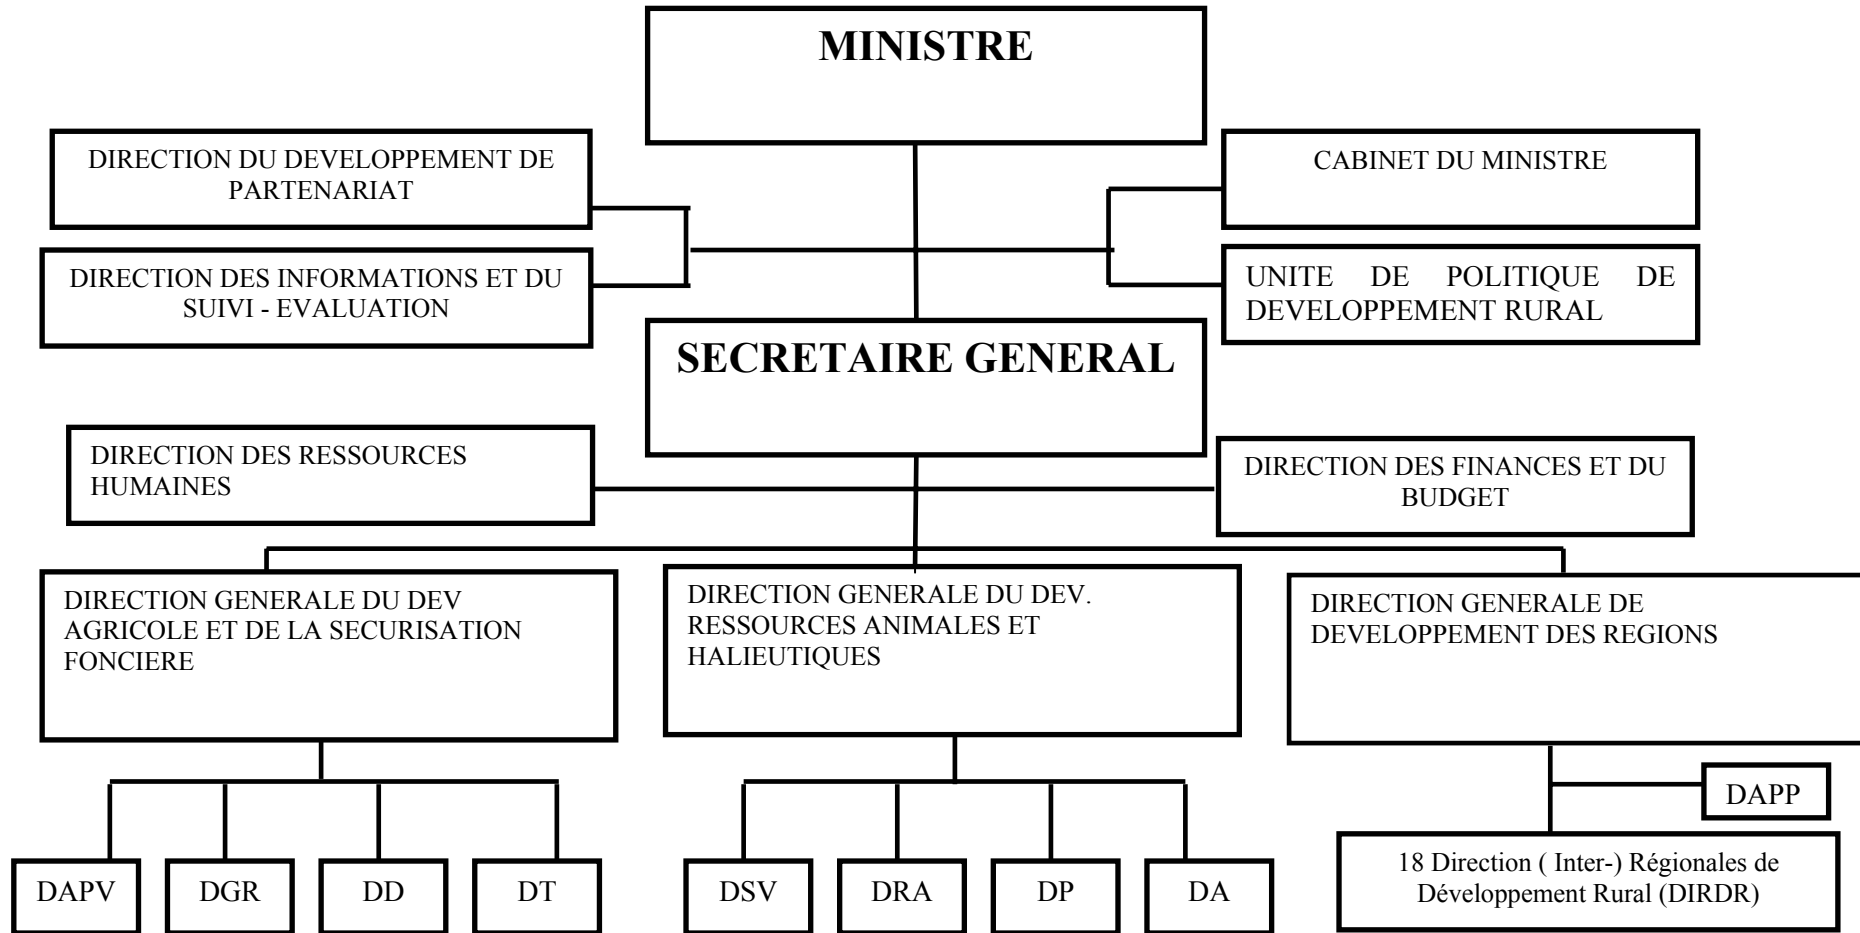 MINISTRE
DIRECTION DU DEVELOPPEMENT DE
PARTENARIAT
CABINET DU MINISTRE
DIRECTION DES INFORMATIONS ET DU
SUIVI - EVALUATION
UNITE DE POLITIQUE DE
DEVELOPPEMENT RURAL
SECRETAIRE GENERAL
DIRECTION DES RESSOURCES
HUMAINES
DIRECTION DES FINANCES ET DU
BUDGET
DIRECTION GENERALE DU DEV
AGRICOLE ET DE LA SECURISATION
FONCIERE
DIRECTION GENERALE DU DEV.
RESSOURCES ANIMALES ET
HALIEUTIQUES
DIRECTION GENERALE DE
DEVELOPPEMENT DES REGIONS
DAPP
DAPV
DGR
DD
DT
DSV
DRA
DP
DA
18 Direction ( Inter-) Régionales de
Développement Rural (DIRDR)